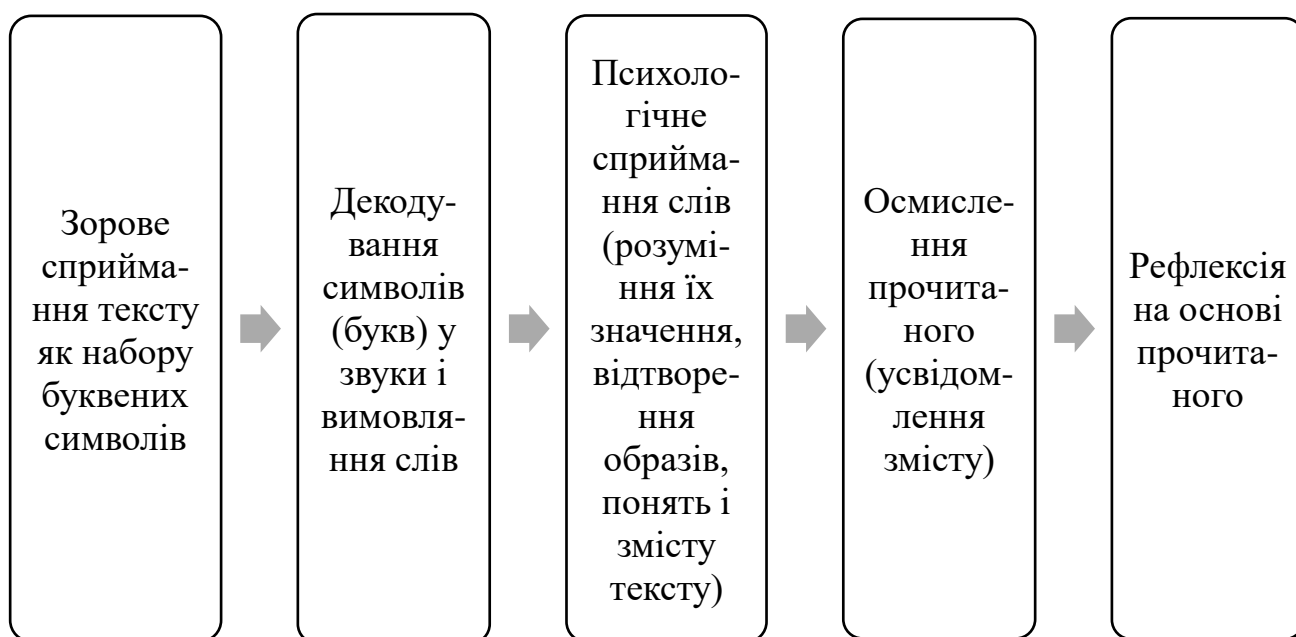 Зорове
сприйма-
ння тексту
як набору
буквених
символів
Декоду-
вання
символів
(букв) у
звуки і
вимовля-
ння слів
Психоло-
гічне
сприйма-
ння слів
(розумі-
ння їх
значення,
відтворе-
ння
образів,
понять і
змісту
тексту)
Осмисле-
ння
прочита-
ного
(усвідом-
лення
змісту)
Рефлексія
на основі
прочита-
ного